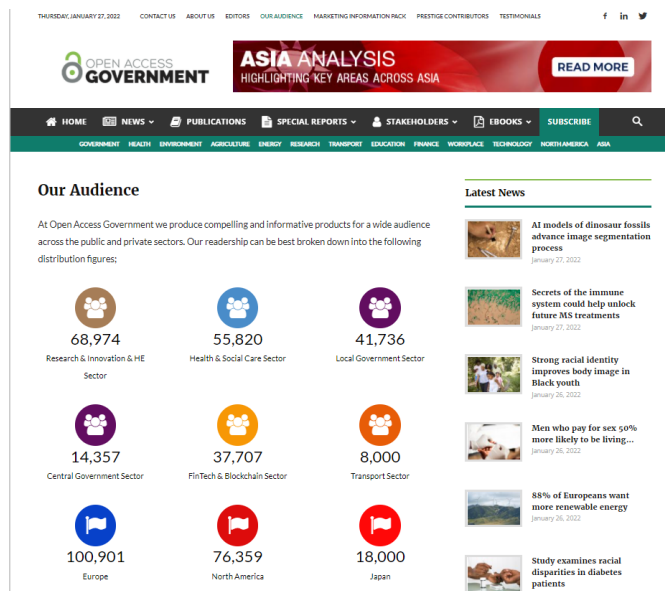 THURSDAY, JANUARY 27, 2022 CONTACT US ABOUT US EDITORS OUR AUDIENCE MARKETING INFORMATION PACK PRESTIGE CONTRIBUTORS TESTIMONIALS
OPEN ACCESS
GOVERNMENT
ASIA ANALYSIS
HIGHLIGHTING KEY AREAS ACROSS ASIA
READ MORE
HOME NEWS PUBLICATIONS SPECIAL REPORTS STAKEHOLDERS EBOOKS SUBSCRIBE
GOVERNMENT HEALTH ENVIRONMENT AGRICULTURE ENERGY RESEARCH TRANSPORT EDUCATION FINANCE WORKPLACE TECHNOLOGY NORTH AMERICA ASIA
Our Audience
At Open Access Government we produce compelling and informative products for a wide audience
across the public and private sectors. Our readership can be best broken down into the following
distribution figures;
68,974
Research & Innovation & HE
Sector
55,820
Health & Social Care Sector
41,736
Local Government Sector
14,357
Central Government Sector
37,707
FinTech & Blockchain Sector
8,000
Transport Sector
100,901
Europe
76,359
North America
18,000
Japan
Latest News
AI models of dinosaur fossils
advance image segmentation
process
January 27, 2022
Secrets of the immune
system could help unlock
future MS treatments
January 27, 2022
Strong racial identity
improves body image in
Black youth
January 26, 2022
Men who pay for sex 50%
more likely to be living...
January 26, 2022
88% of Europeans want
more renewable energy
January 26, 2022
Study examines racial
disparities in diabetes
patients